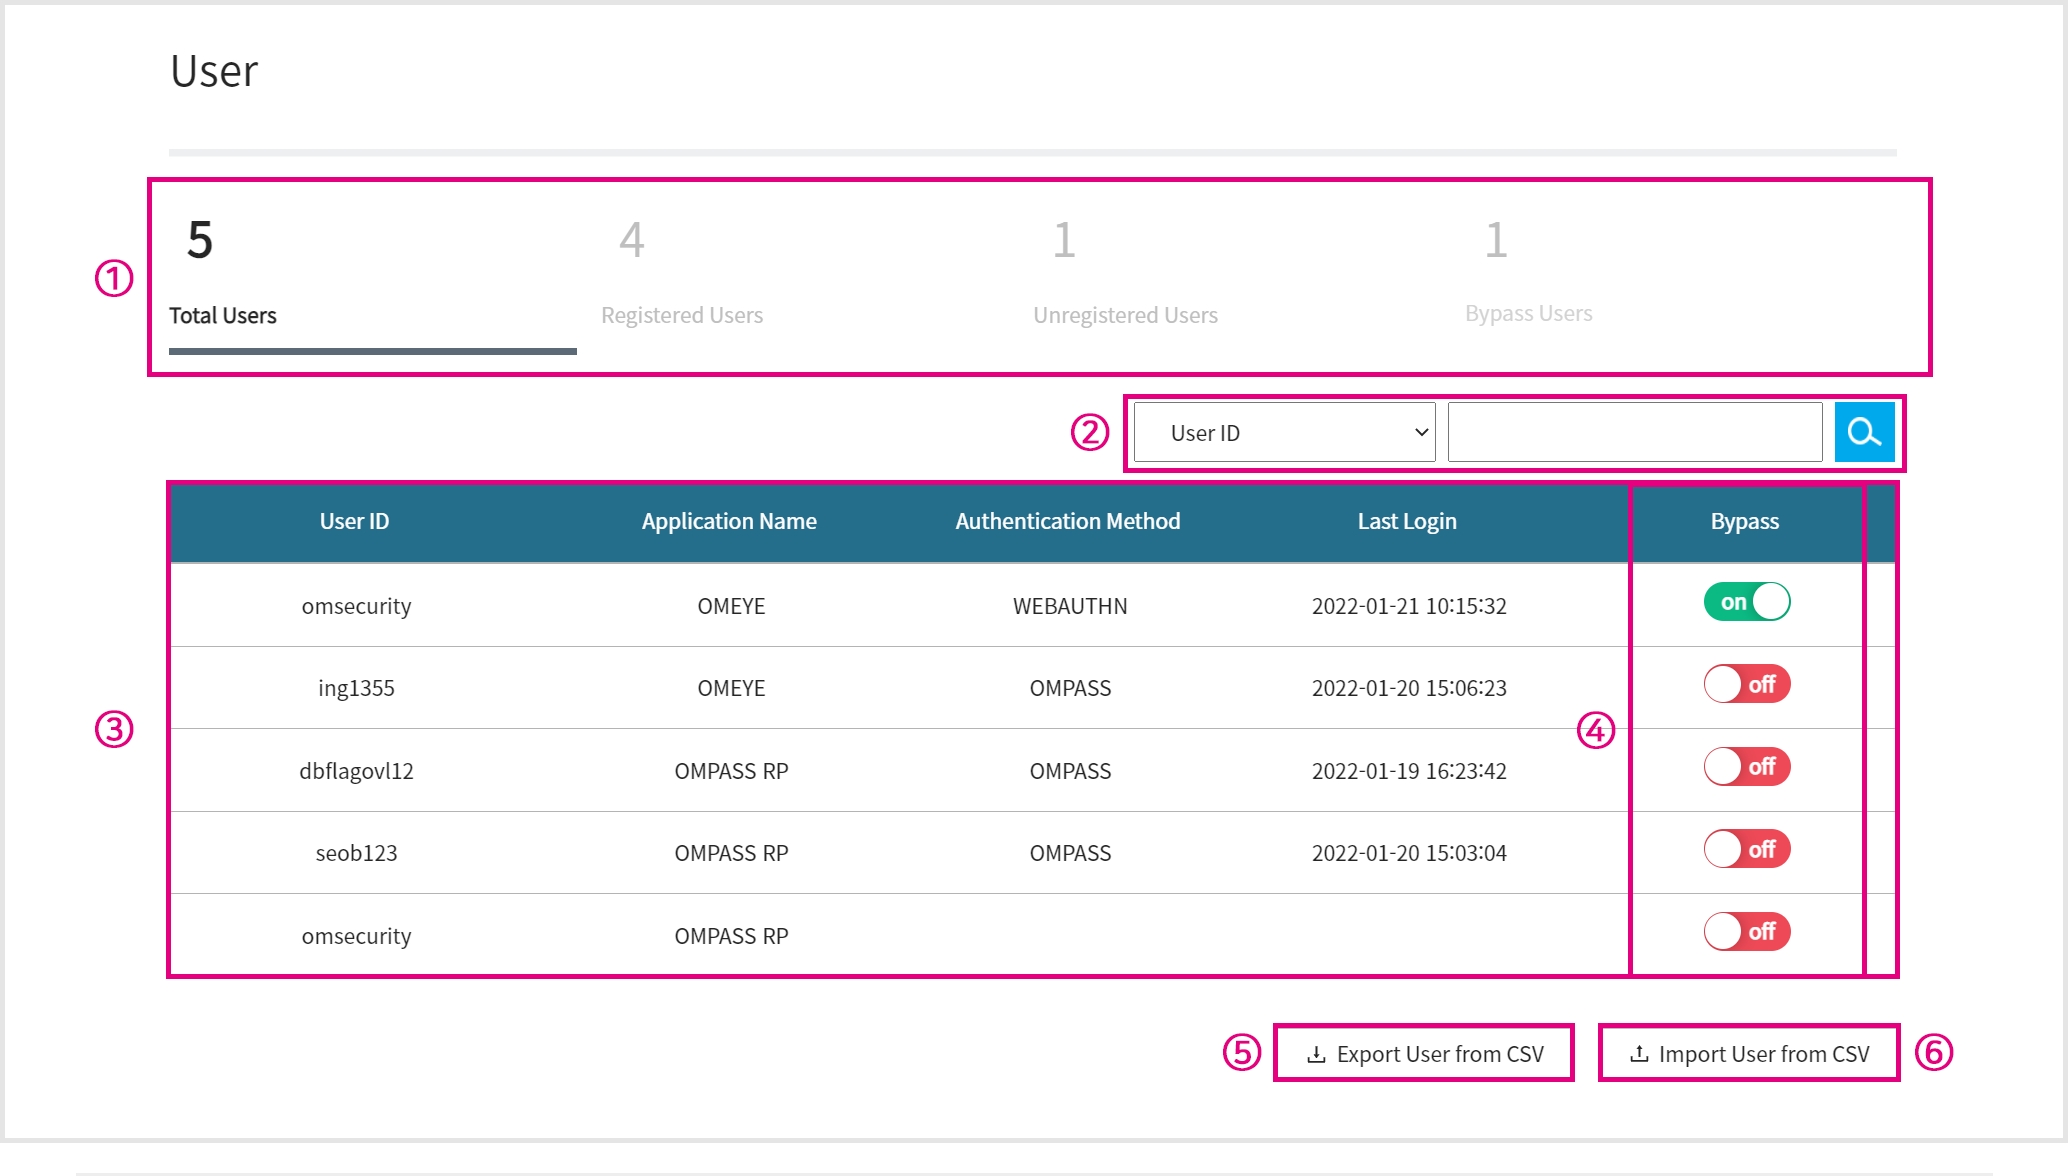 User
①
5 4 1 1
Total Users Registered Users Unregistered Users Bypass Users
② User ID
User ID Application Name Authentication Method Last Login Bypass
omsecurity OMEYE WEBAUTHN 2022-01-21 10:15:32 on
ing1355 OMEYE OMPASS 2022-01-20 15:06:23 off
③ ④
dbflagovl12 OMPASS RP OMPASS 2022-01-19 16:23:42 off
seob123 OMPASS RP OMPASS 2022-01-20 15:03:04 off
omsecurity OMPASS RP off
⑤ Export User from CSV Import User from CSV ⑥